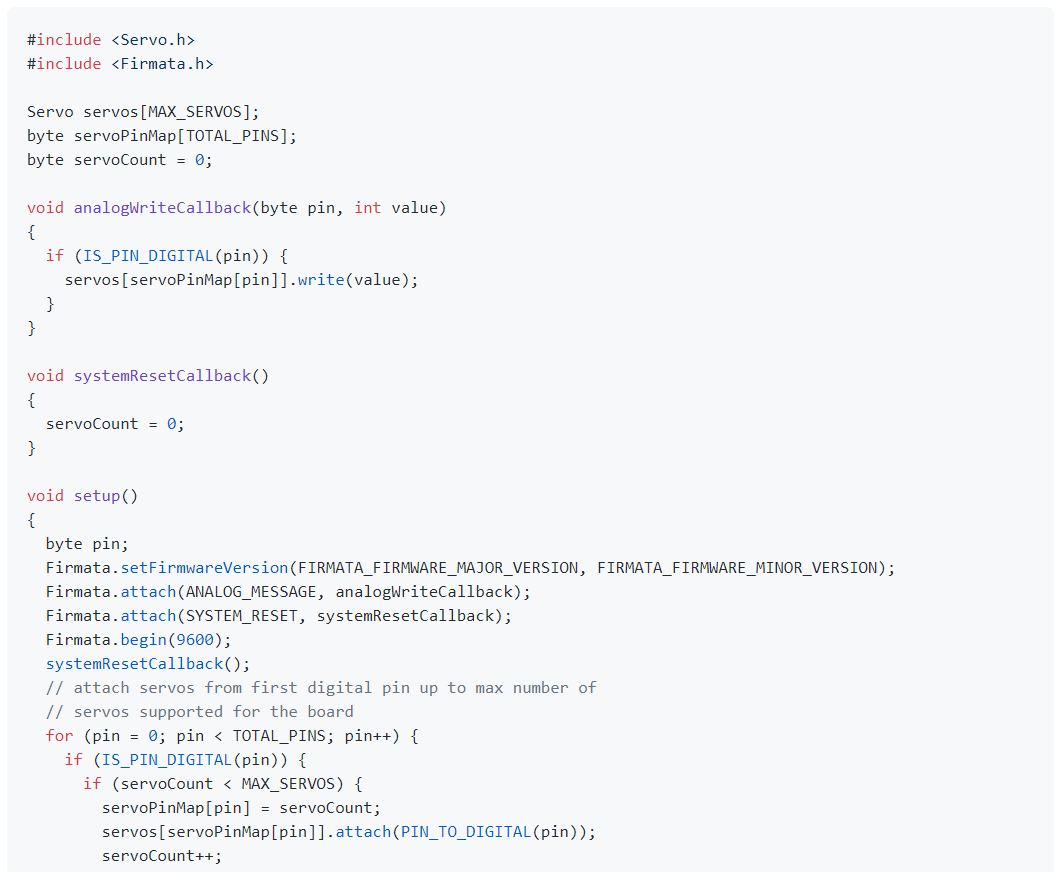 #include <Servo.h>
#include <Firmata.h>

Servo servos[MAX_SERVOS];
byte servoPinMap[TOTAL_PINS];
byte servoCount = 0;

void analogWriteCallback(byte pin, int value)
{
  if (IS_PIN_DIGITAL(pin)) {
    servos[servoPinMap[pin]].write(value);
  }
}

void systemResetCallback()
{
  servoCount = 0;
}

void setup()
{
  byte pin;
  Firmata.setFirmwareVersion(FIRMATA_FIRMWARE_MAJOR_VERSION, FIRMATA_FIRMWARE_MINOR_VERSION);
  Firmata.attach(ANALOG_MESSAGE, analogWriteCallback);
  Firmata.attach(SYSTEM_RESET, systemResetCallback);
  Firmata.begin(9600);
  systemResetCallback();
  // attach servos from first digital pin up to max number of
  // servos supported for the board
  for (pin = 0; pin < TOTAL_PINS; pin++) {
    if (IS_PIN_DIGITAL(pin)) {
      if (servoCount < MAX_SERVOS) {
        servoPinMap[pin] = servoCount;
        servos[servoPinMap[pin]].attach(PIN_TO_DIGITAL(pin));
        servoCount++;